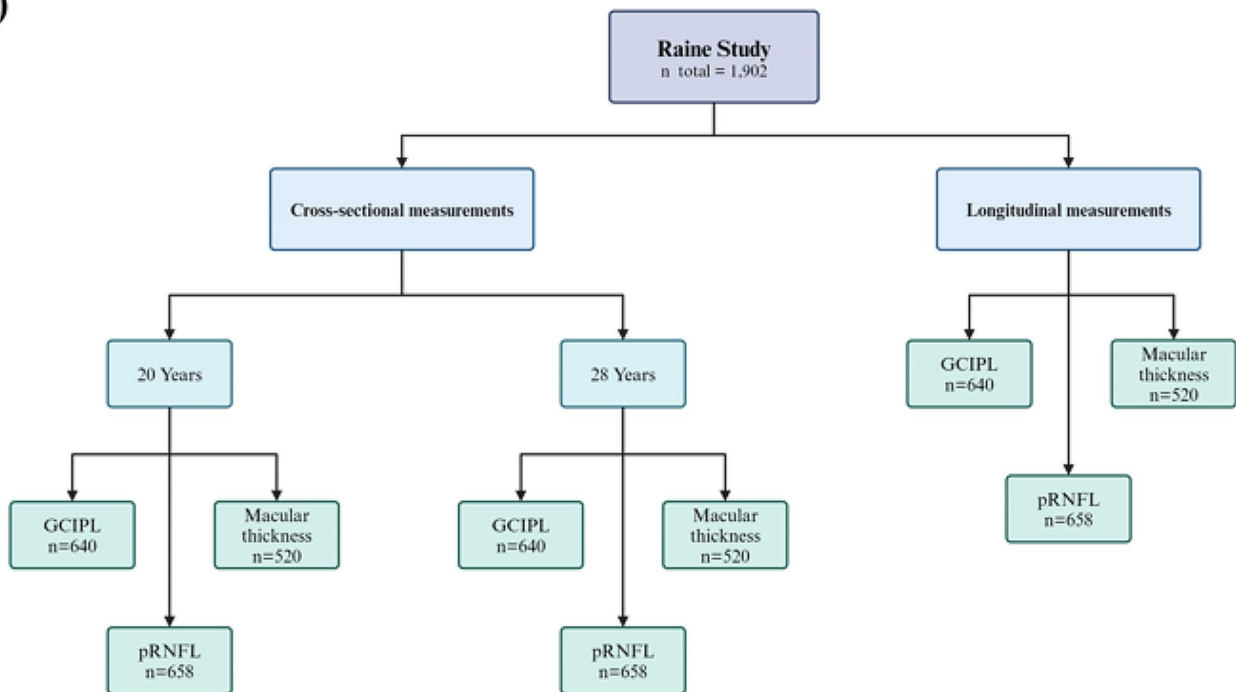 )
Raine Study
n total = 1,902
Cross-sectional measurements
Longitudinal measurements
20 Years
28 Years
GCIPL
n=640
Macular
thickness
n=520
pRNFL
n=658
GCIPL
n=640
Macular
thickness
n=520
pRNFL
n=658
GCIPL
n=640
Macular
thickness
n=520
pRNFL
n=658